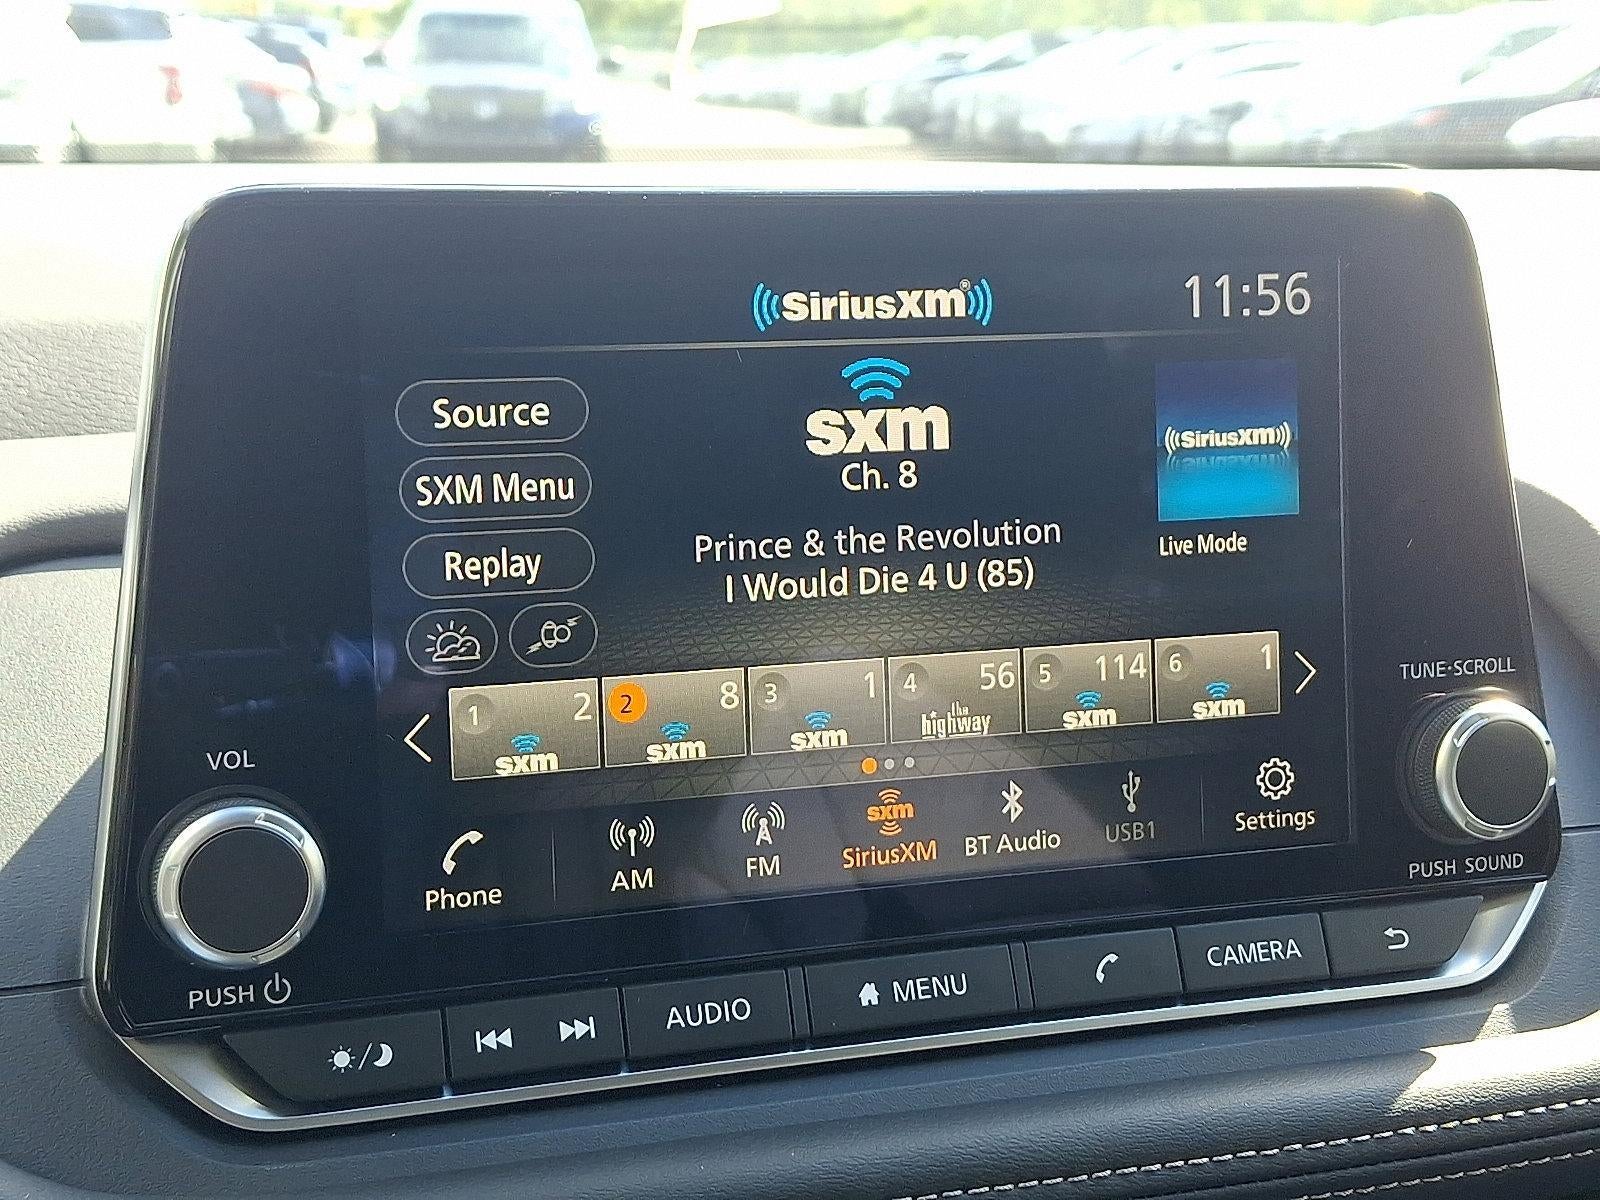 SiriusXm®
11:56
Source
SXM Menu
Replay
sxm
Ch. 8
Prince & the Revolution
I Would Die 4 U (85)
SiriusXm
Live Mode
1 2 sxm
2 8 sxm
3 1 sxm
4 56 the highway
5 114 sxm
6 1 sxm
Phone
AM
FM
sxm
SiriusXM
BT Audio
USB1
Settings
VOL
PUSH
TUNE·SCROLL
PUSH SOUND
AUDIO
MENU
CAMERA